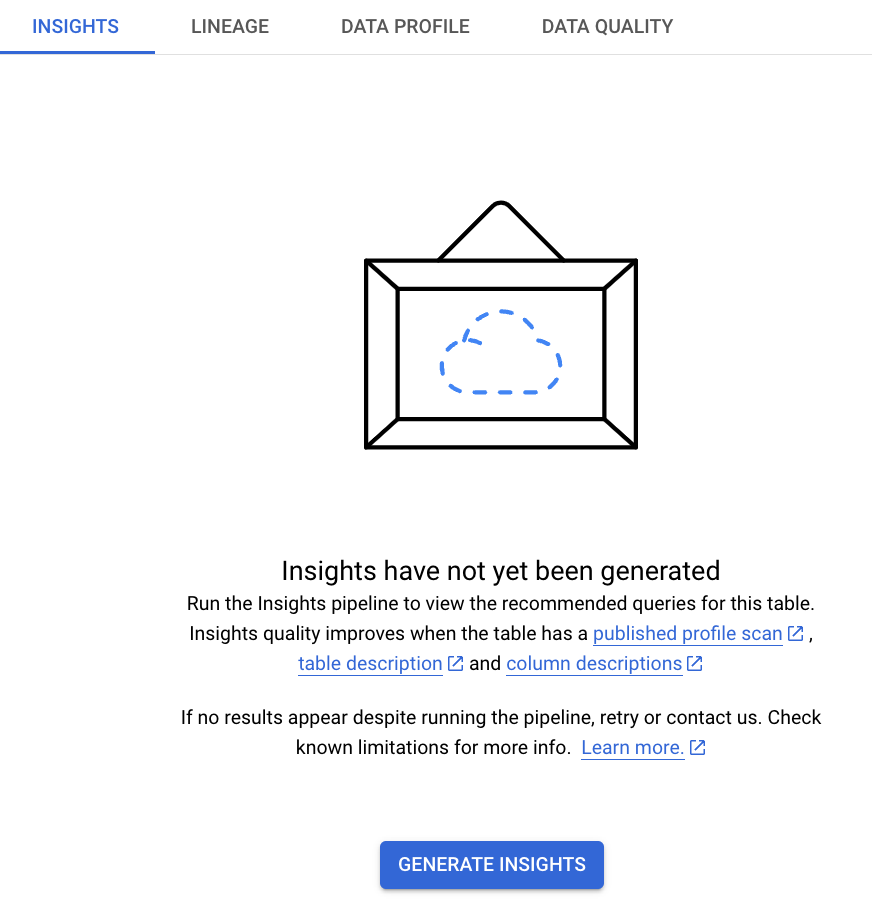 INSIGHTS LINEAGE DATA PROFILE DATA QUALITY
Insights have not yet been generated
Run the Insights pipeline to view the recommended queries for this table.
Insights quality improves when the table has a published profile scan ,
table description and column descriptions
If no results appear despite running the pipeline, retry or contact us. Check
known limitations for more info. Learn more.
GENERATE INSIGHTS